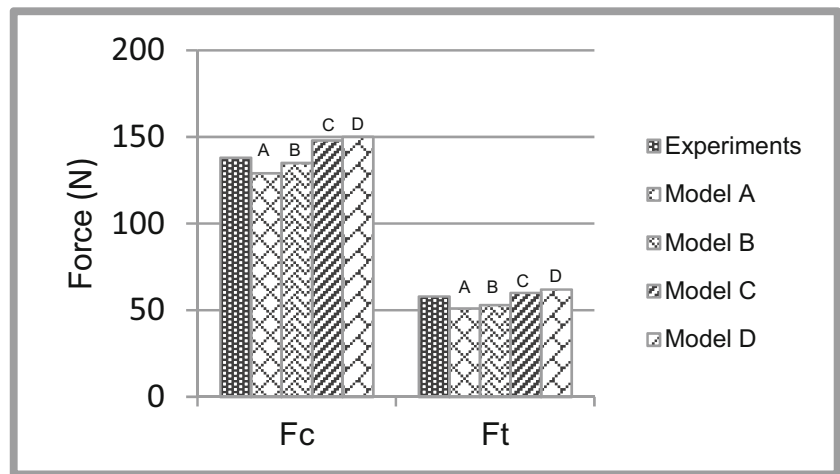 200
150
100
50
0
Force (N)
A
B
C
D
A
B
C
D
Fc
Ft
Experiments
Model A
Model B
Model C
Model D